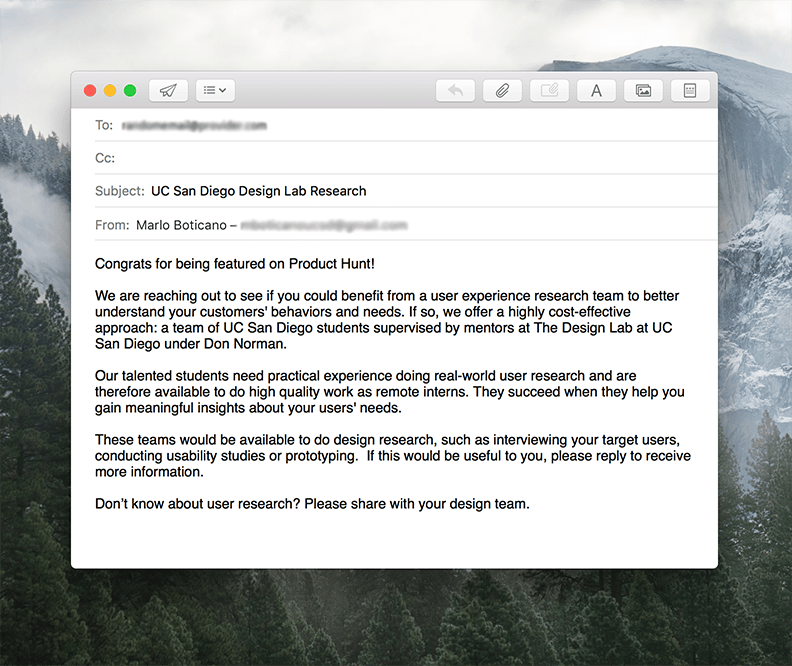 To: randomemail@provider.com
Cc:
Subject: UC San Diego Design Lab Research
From: Marlo Boticano –
Congrats for being featured on Product Hunt!
We are reaching out to see if you could benefit from a user experience research team to better
understand your customers' behaviors and needs. If so, we offer a highly cost-effective
approach: a team of UC San Diego students supervised by mentors at The Design Lab at UC
San Diego under Don Norman.
Our talented students need practical experience doing real-world user research and are
therefore available to do high quality work as remote interns. They succeed when they help you
gain meaningful insights about your users' needs.
These teams would be available to do design research, such as interviewing your target users,
conducting usability studies or prototyping.  If this would be useful to you, please reply to receive
more information.
Don’t know about user research? Please share with your design team.